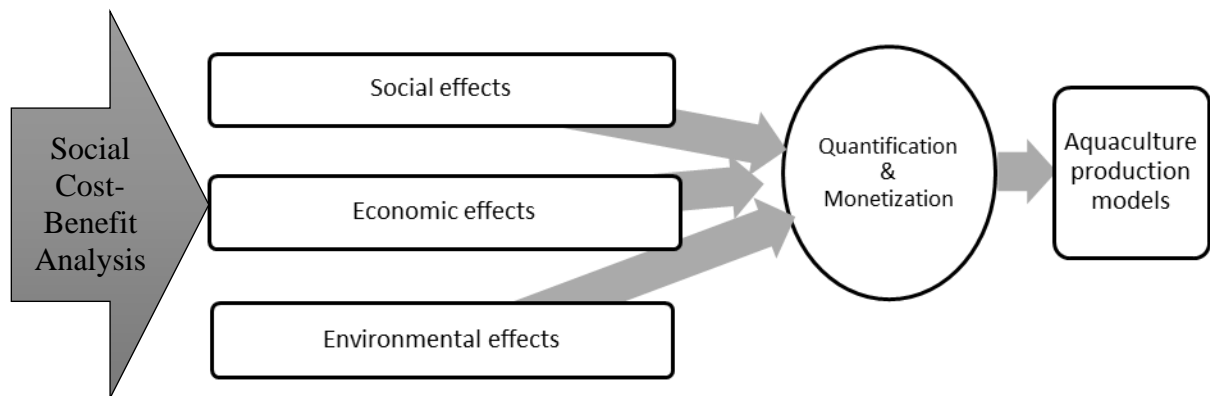 Social
Cost-
Benefit
Analysis
Social effects
Economic effects
Environmental effects
Quantification
&
Monetization
Aquaculture
production
models